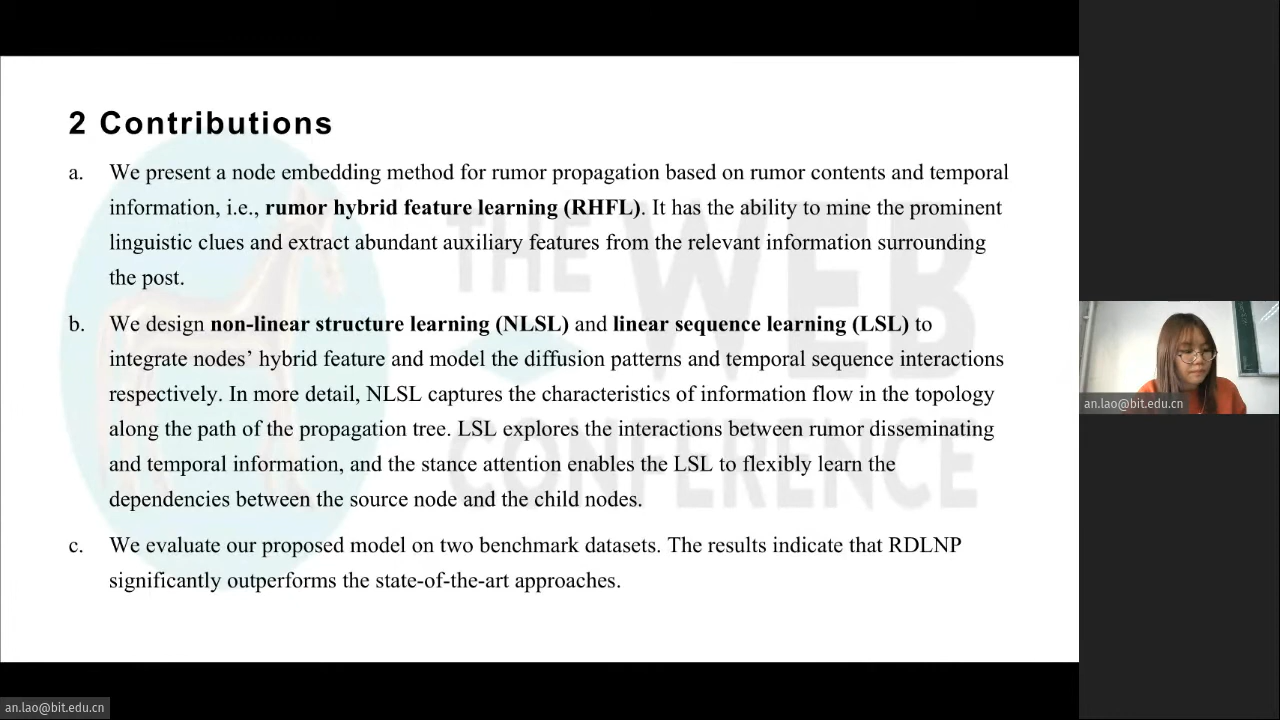 2 Contributions
a. We present a node embedding method for rumor propagation based on rumor contents and temporal
information, i.e., rumor hybrid feature learning (RHFL). It has the ability to mine the prominent
linguistic clues and extract abundant auxiliary features from the relevant information surrounding
the post.
b. We design non-linear structure learning (NLSL) and linear sequence learning (LSL) to
integrate nodes’ hybrid feature and model the diffusion patterns and temporal sequence interactions
respectively. In more detail, NLSL captures the characteristics of information flow in the topology
along the path of the propagation tree. LSL explores the interactions between rumor disseminating
and temporal information, and the stance attention enables the LSL to flexibly learn the
dependencies between the source node and the child nodes.
c. We evaluate our proposed model on two benchmark datasets. The results indicate that RDLNP
significantly outperforms the state-of-the-art approaches.
THE WEB
CONFERENCE
an.lao@bit.edu.cn
an.lao@bit.edu.cn